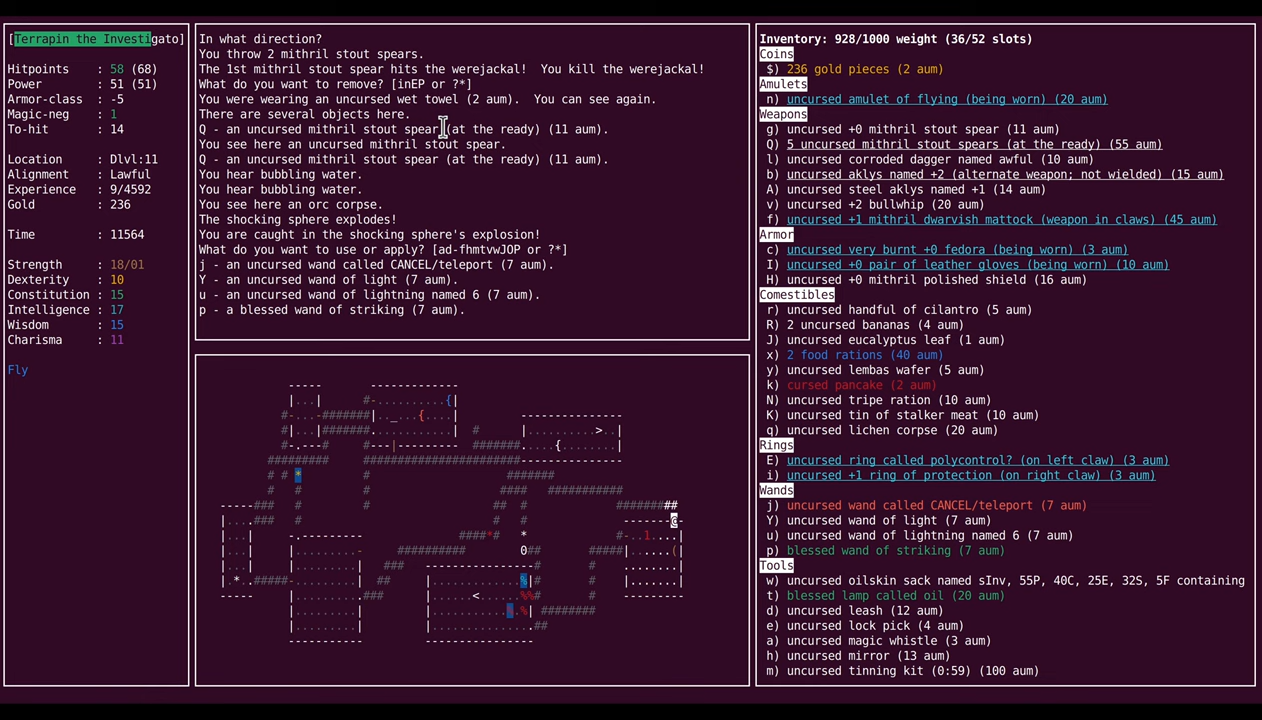 [Terrapin the Investigato]
Hitpoints : 58 (68)
Power : 51 (51)
Armor-class : -5
Magic-neg : 1
To-hit : 14
Location : Dlvl:11
Alignment : Lawful
Experience : 9/4592
Gold : 236
Time : 11564
Strength : 18/01
Dexterity : 10
Constitution : 15
Intelligence : 17
Wisdom : 15
Charisma : 11
Fly
In what direction?
You throw 2 mithril stout spears.
The 1st mithril stout spear hits the werejackal!  You kill the werejackal!
What do you want to remove? [inEP or ?*]
You were wearing an uncursed wet towel (2 aum).  You can see again.
There are several objects here.
Q - an uncursed mithril stout spear (at the ready) (11 aum).
You see here an uncursed mithril stout spear.
Q - an uncursed mithril stout spear (at the ready) (11 aum).
You hear bubbling water.
You hear bubbling water.
You see here an orc corpse.
The shocking sphere explodes!
You are caught in the shocking sphere's explosion!
What do you want to use or apply? [ad-fhmtvwJOP or ?*]
j - an uncursed wand called CANCEL/teleport (7 aum).
Y - an uncursed wand of light (7 aum).
u - an uncursed wand of lightning named 6 (7 aum).
p - a blessed wand of striking (7 aum).
Inventory: 928/1000 weight (36/52 slots)
Coins
$) 236 gold pieces (2 aum)
Amulets
n) uncursed amulet of flying (being worn) (20 aum)
Weapons
g) uncursed +0 mithril stout spear (11 aum)
Q) 5 uncursed mithril stout spears (at the ready) (55 aum)
l) uncursed corroded dagger named awful (10 aum)
b) uncursed aklys named +2 (alternate weapon; not wielded) (15 aum)
A) uncursed steel aklys named +1 (14 aum)
v) uncursed +2 bullwhip (20 aum)
f) uncursed +1 mithril dwarvish mattock (weapon in claws) (45 aum)
Armor
c) uncursed very burnt +0 fedora (being worn) (3 aum)
I) uncursed +0 pair of leather gloves (being worn) (10 aum)
H) uncursed +0 mithril polished shield (16 aum)
Comestibles
r) uncursed handful of cilantro (5 aum)
R) 2 uncursed bananas (4 aum)
J) uncursed eucalyptus leaf (1 aum)
x) 2 food rations (40 aum)
y) uncursed lembas wafer (5 aum)
k) cursed pancake (2 aum)
N) uncursed tripe ration (10 aum)
K) uncursed tin of stalker meat (10 aum)
q) uncursed lichen corpse (20 aum)
Rings
E) uncursed ring called polycontrol? (on left claw) (3 aum)
i) uncursed +1 ring of protection (on right claw) (3 aum)
Wands
j) uncursed wand called CANCEL/teleport (7 aum)
Y) uncursed wand of light (7 aum)
u) uncursed wand of lightning named 6 (7 aum)
p) blessed wand of striking (7 aum)
Tools
w) uncursed oilskin sack named sInv, 55P, 40C, 25E, 32S, 5F containing
t) blessed lamp called oil (20 aum)
d) uncursed leash (12 aum)
e) uncursed lock pick (4 aum)
a) uncursed magic whistle (3 aum)
h) uncursed mirror (13 aum)
m) uncursed tinning kit (0:59) (100 aum)